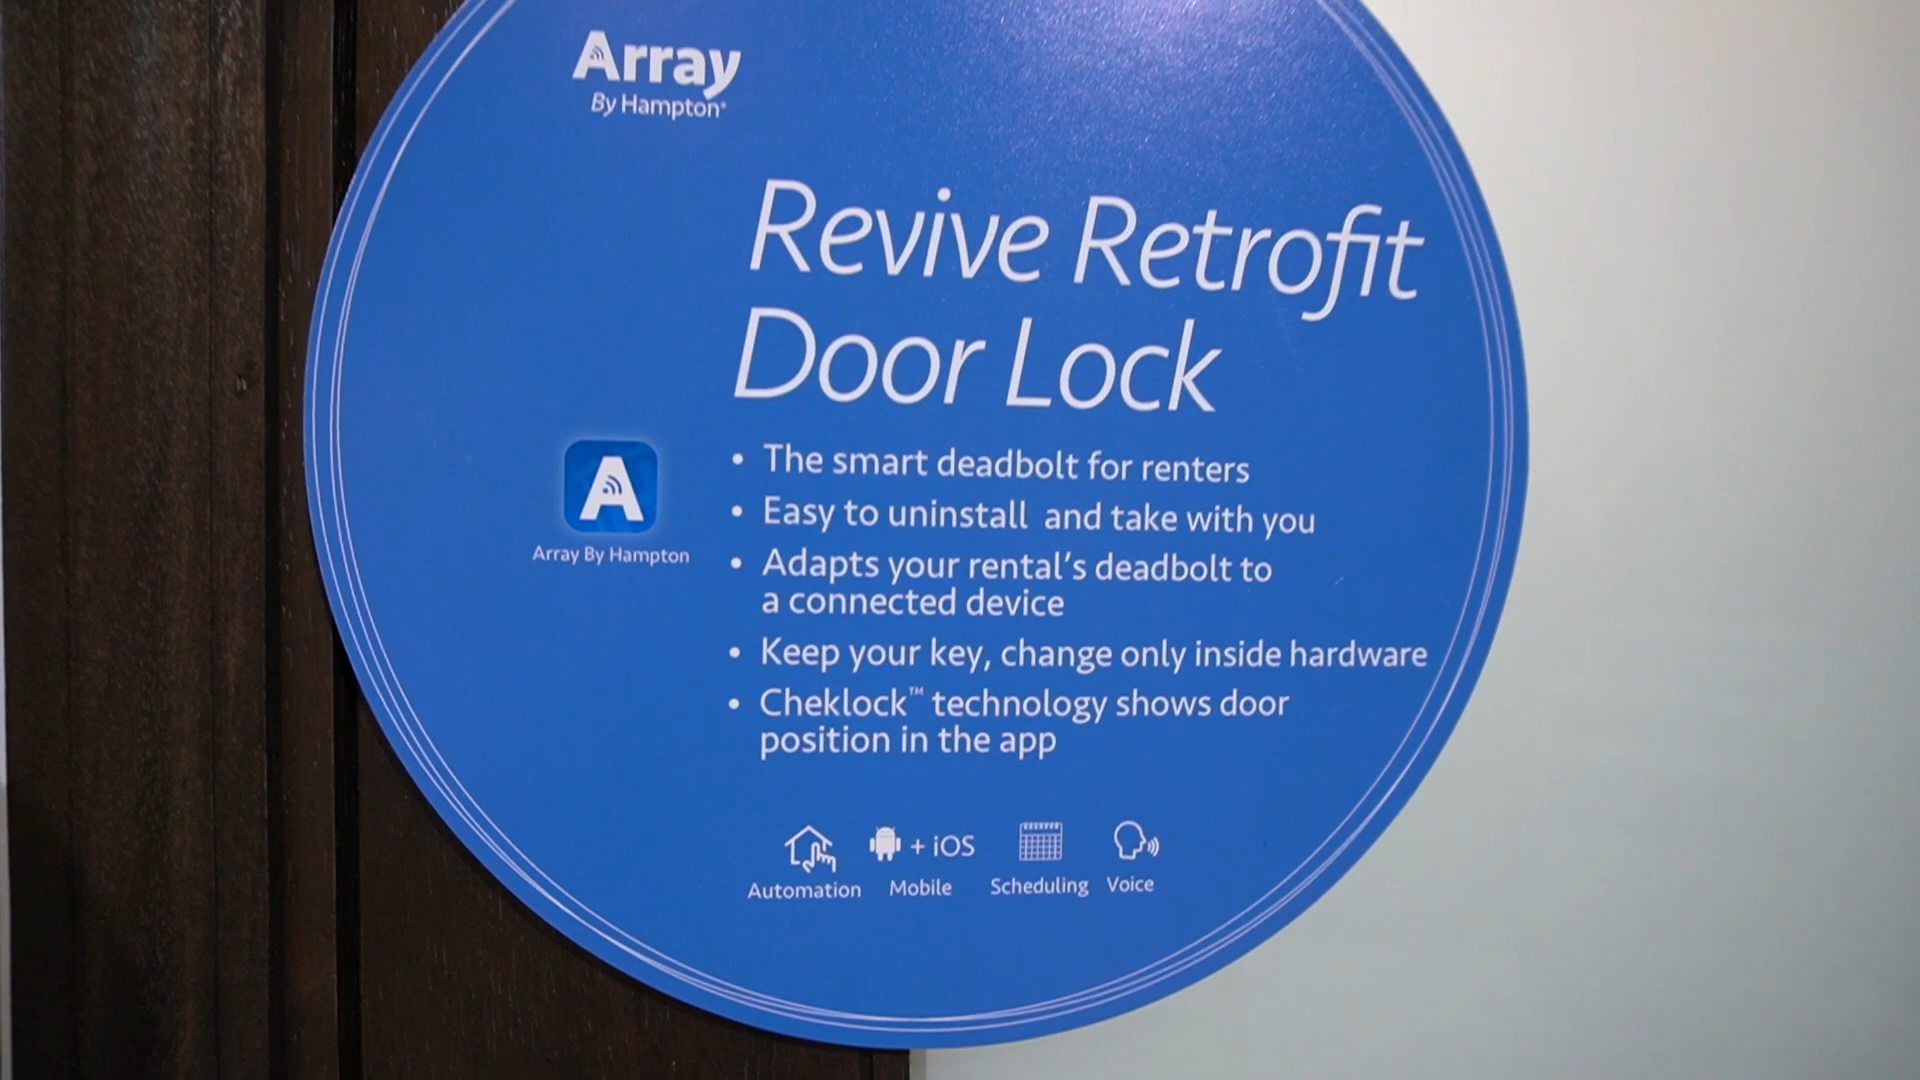 Array
By Hampton®
Revive Retrofit
Door Lock
• The smart deadbolt for renters
• Easy to uninstall and take with you
• Adapts your rental's deadbolt to
a connected device
• Keep your key, change only inside hardware
• Cheklock™ technology shows door
position in the app
A
Array By Hampton
+ iOS
Automation Mobile Scheduling Voice